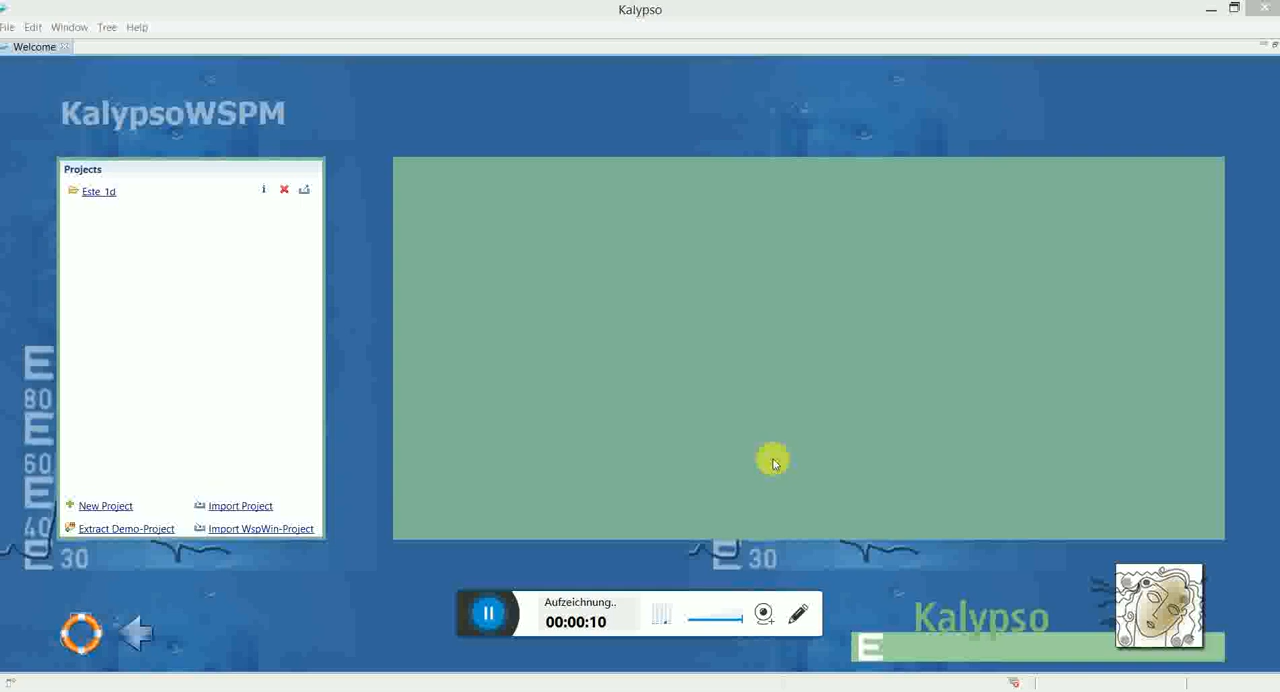 Kalypso
File Edit Window Tree Help
Welcome
KalypsoWSPM
Projects
Este_1d
New Project
Import Project
Extract Demo-Project
Import WspWin-Project
80
60
40
30
30
Aufzeichnung..
00:00:10
Kalypso